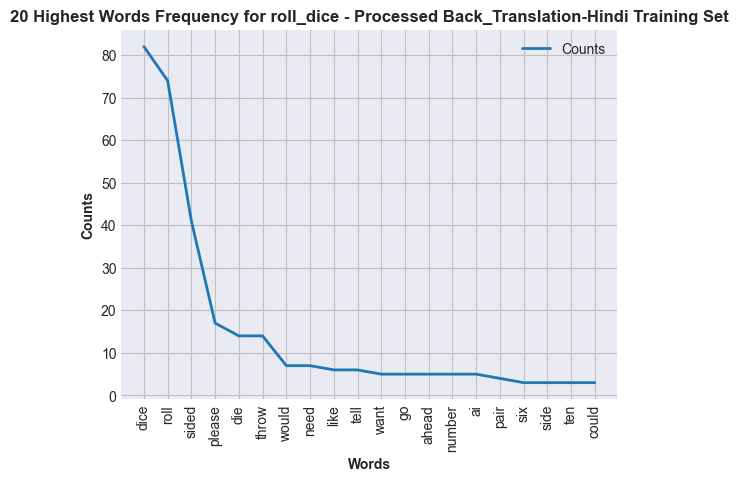 20 Highest Words Frequency for roll_dice - Processed Back_Translation-Hindi Training Set
Counts
80
70
60
50
40
30
20
10
0
Counts
dice
roll
sided
please
die
throw
would
need
like
tell
want
go
ahead
number
ai
pair
six
side
ten
could
Words